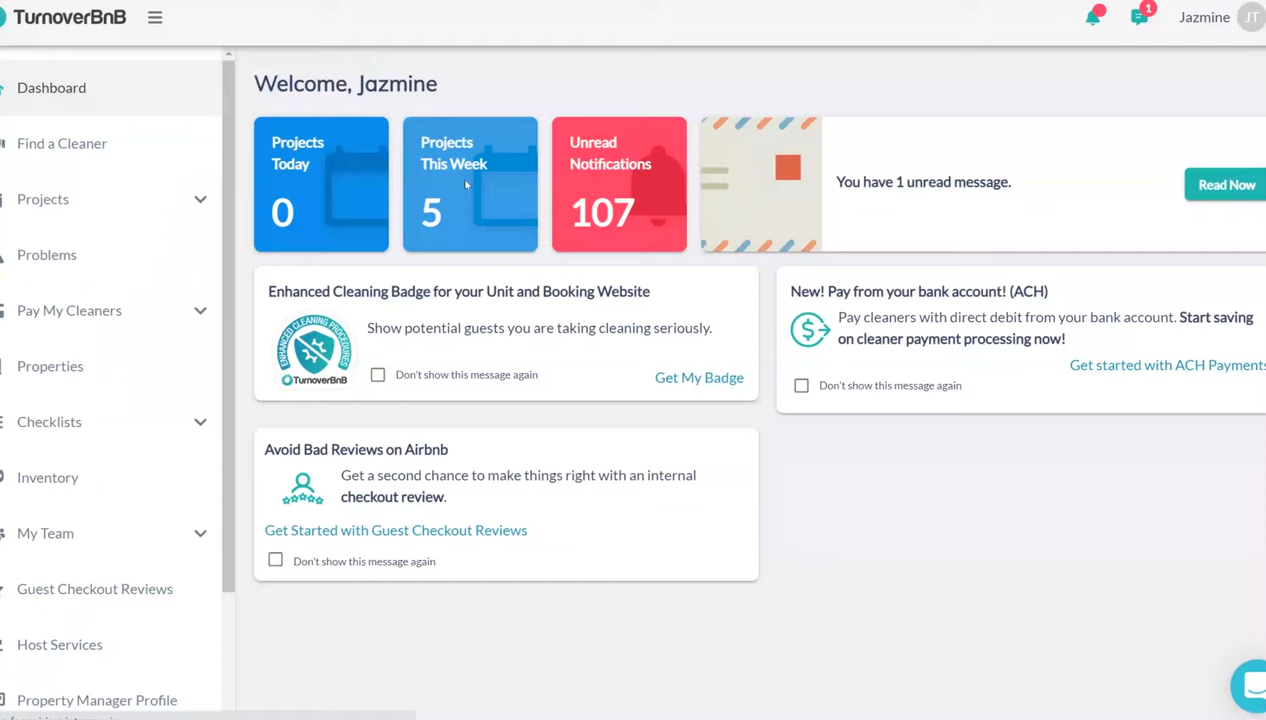 TurnoverBnB
1
Jazmine
JT
Dashboard
Find a Cleaner
Projects
Problems
Pay My Cleaners
Properties
Checklists
Inventory
My Team
Guest Checkout Reviews
Host Services
Property Manager Profile
Welcome, Jazmine
Projects
Today
0
Projects
This Week
5
Unread
Notifications
107
You have 1 unread message.
Read Now
Enhanced Cleaning Badge for your Unit and Booking Website
ENHANCED CLEANING PROCEDURES
TurnoverBnB
Show potential guests you are taking cleaning seriously.
Don't show this message again
Get My Badge
New! Pay from your bank account! (ACH)
Pay cleaners with direct debit from your bank account. Start saving
on cleaner payment processing now!
Get started with ACH Payments
Don't show this message again
Avoid Bad Reviews on Airbnb
Get a second chance to make things right with an internal
checkout review.
Get Started with Guest Checkout Reviews
Don't show this message again